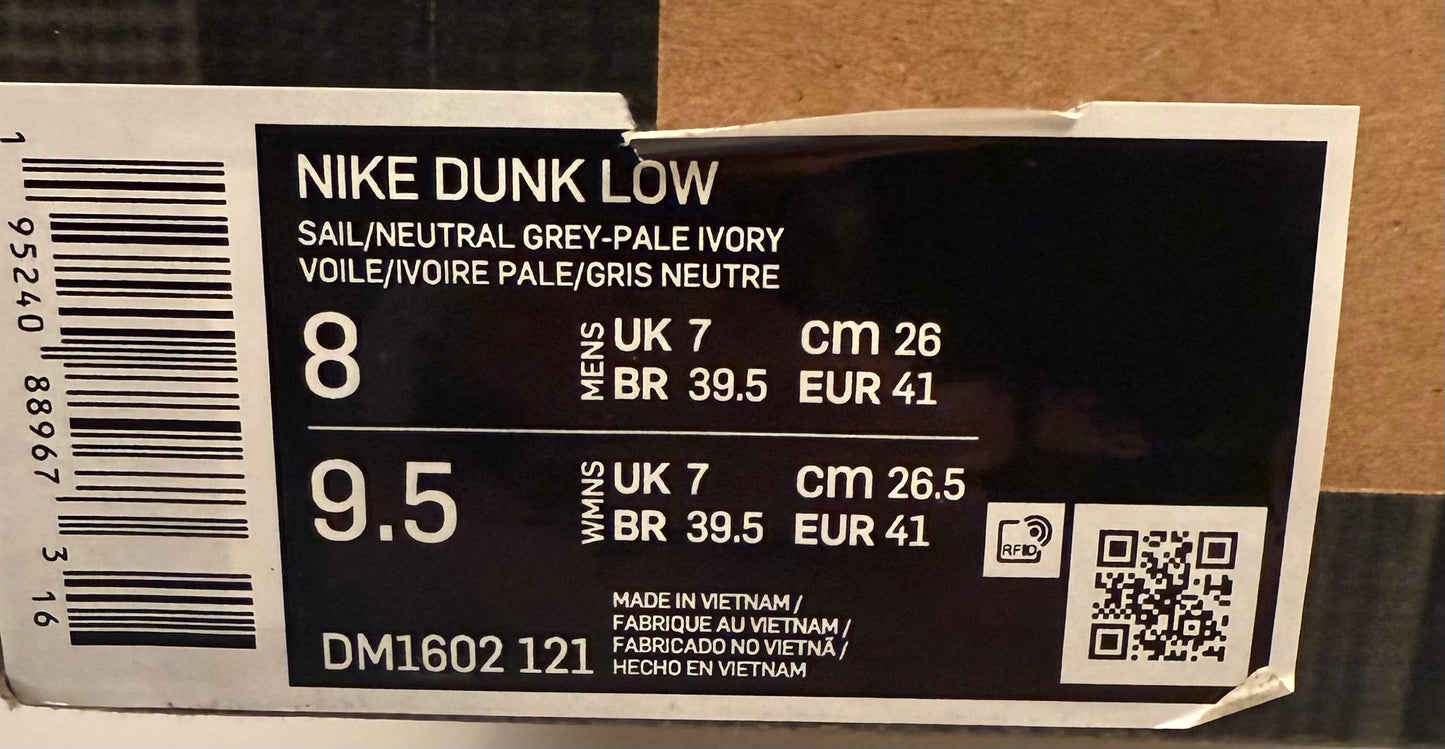 NIKE DUNK LOW
SAIL/NEUTRAL GREY-PALE IVORY
VOILE/IVOIRE PALE/GRIS NEUTRE
8
MENS
UK 7 cm 26
BR 39.5 EUR 41
9.5
WMNS
UK 7 cm 26.5
BR 39.5 EUR 41
RFID
MADE IN VIETNAM /
FABRIQUE AU VIETNAM /
FABRICADO NO VIETNÃ /
HECHO EN VIETNAM
DM1602 121
1 95240 88967 3 16